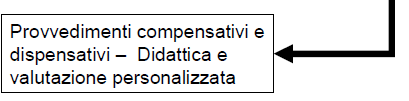 Provvedimenti compensativi e
dispensativi – Didattica e
valutazione personalizzata